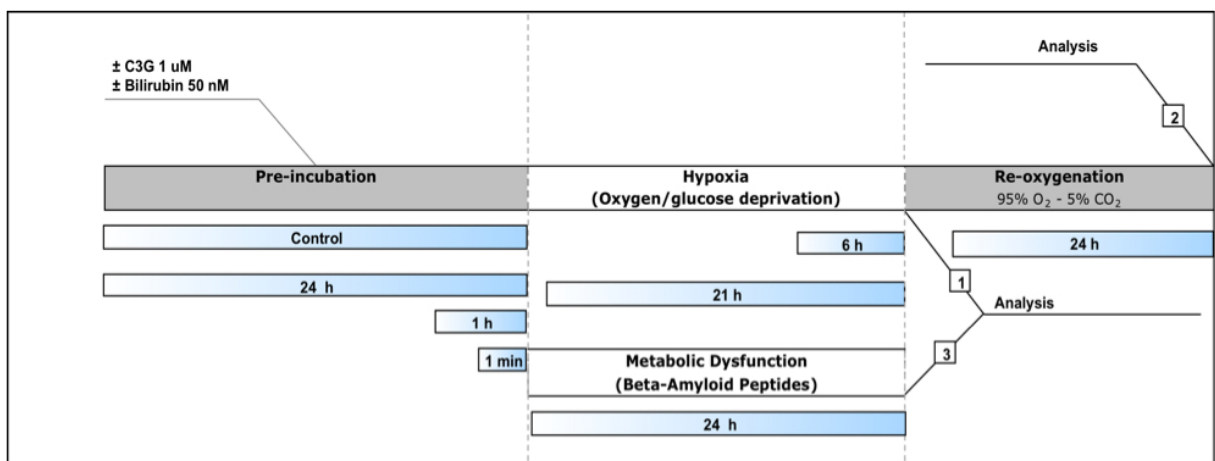 ± C3G 1 uM
± Bilirubin 50 nM
Analysis
2
Pre-incubation
Hypoxia
(Oxygen/glucose deprivation)
Re-oxygenation
95% O₂ - 5% CO₂
Control
6 h
24 h
24 h
21 h
1
1 h
Analysis
1 min
Metabolic Dysfunction
(Beta-Amyloid Peptides)
3
24 h